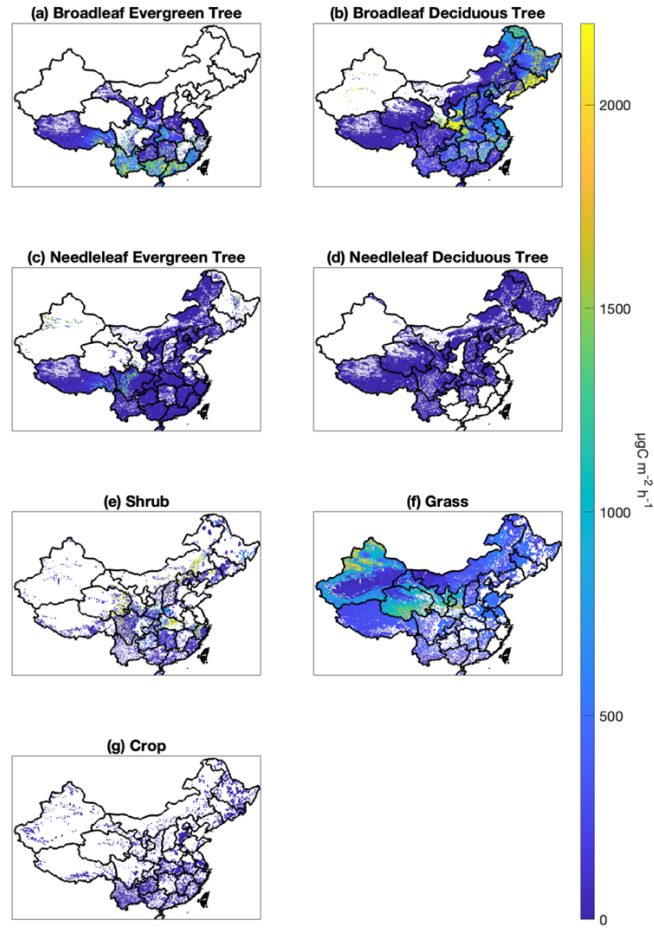 (a) Broadleaf Evergreen Tree
(b) Broadleaf Deciduous Tree
(c) Needleleaf Evergreen Tree
(d) Needleleaf Deciduous Tree
(e) Shrub
(f) Grass
(g) Crop
2000
1500
1000
500
0
µgC m⁻² h⁻¹